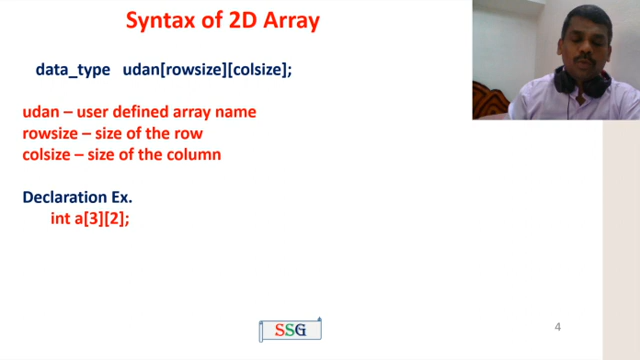 Syntax of 2D Array
data_type udan[rowsize][colsize];
udan – user defined array name
rowsize – size of the row
colsize – size of the column
Declaration Ex.
int a[3][2];
SSG
4